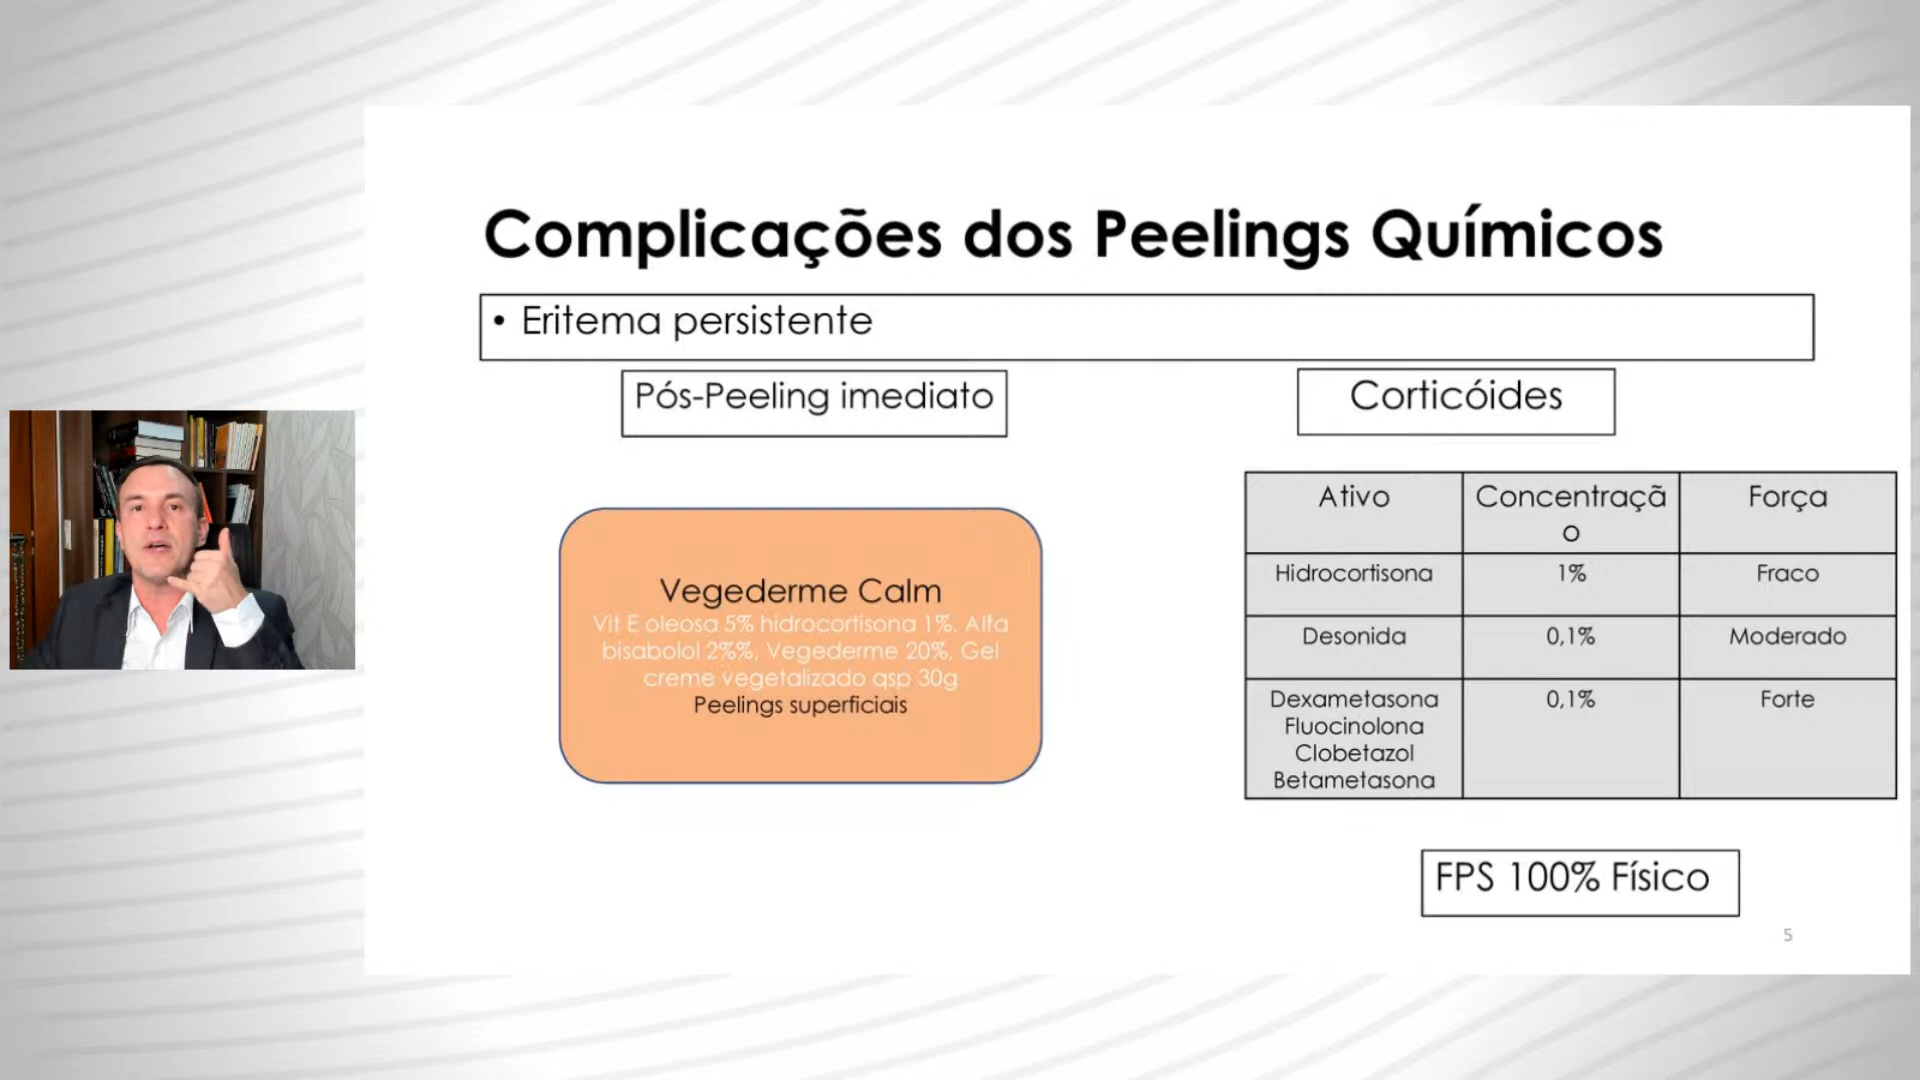 Complicações dos Peelings Químicos
• Eritema persistente
Pós-Peeling imediato
Corticóides
Vegederme Calm
Vit E oleosa 5% hidrocortisona 1%. Alfa
bisabolol 2%%, Vegederme 20%, Gel
creme vegetalizado qsp 30g
Peelings superficiais
Ativo
Concentraçã
o
Força
Hidrocortisona
1%
Fraco
Desonida
0,1%
Moderado
Dexametasona
Fluocinolona
Clobetazol
Betametasona
0,1%
Forte
FPS 100% Físico
5